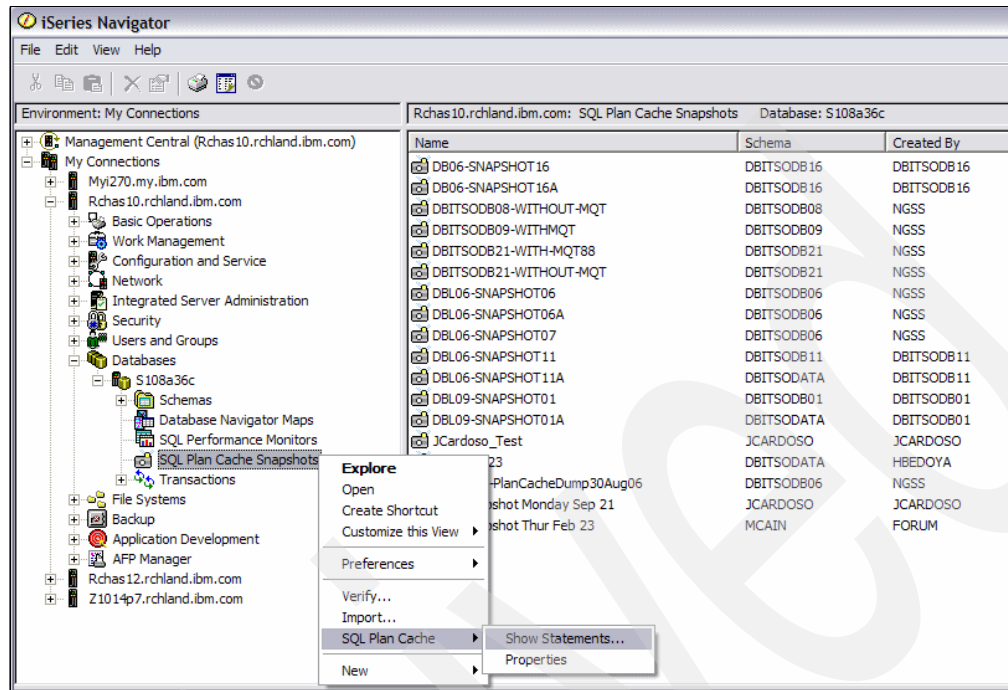 iSeries Navigator
File Edit View Help
Environment: My Connections
Rchas10.rchland.ibm.com: SQL Plan Cache Snapshots Database: S108a36c
Management Central (Rchas10.rchland.ibm.com)
My Connections
Myi270.my.ibm.com
Rchas10.rchland.ibm.com
Basic Operations
Work Management
Configuration and Service
Network
Integrated Server Administration
Security
Users and Groups
Databases
S108a36c
Schemas
Database Navigator Maps
SQL Performance Monitors
SQL Plan Cache Snapshots
Transactions
File Systems
Backup
Application Development
AFP Manager
Rchas12.rchland.ibm.com
Z1014p7.rchland.ibm.com
Name Schema Created By
DB06-SNAPSHOT16 DBITSODB16 DBITSODB16
DB06-SNAPSHOT16A DBITSODB16 DBITSODB16
DBITSODB08-WITHOUT-MQT DBITSODB08 NGSS
DBITSODB09-WITHMQT DBITSODB09 NGSS
DBITSODB21-WITH-MQT88 DBITSODB21 NGSS
DBITSODB21-WITHOUT-MQT DBITSODB21 NGSS
DBL06-SNAPSHOT06 DBITSODB06 NGSS
DBL06-SNAPSHOT06A DBITSODB06 NGSS
DBL06-SNAPSHOT07 DBITSODB06 NGSS
DBL06-SNAPSHOT11 DBITSODB11 DBITSODB11
DBL06-SNAPSHOT11A DBITSODATA DBITSODB11
DBL09-SNAPSHOT01 DBITSODB01 DBITSODB01
DBL09-SNAPSHOT01A DBITSODATA DBITSODB01
JCardoso_Test JCARDOSO JCARDOSO
23 DBITSODATA HBEDOYA
-PlanCacheDump30Aug06 DBITSODB06 NGSS
shot Monday Sep 21 JCARDOSO JCARDOSO
shot Thur Feb 23 MCAIN FORUM
Explore
Open
Create Shortcut
Customize this View
Preferences
Verify...
Import...
SQL Plan Cache
New
Show Statements...
Properties